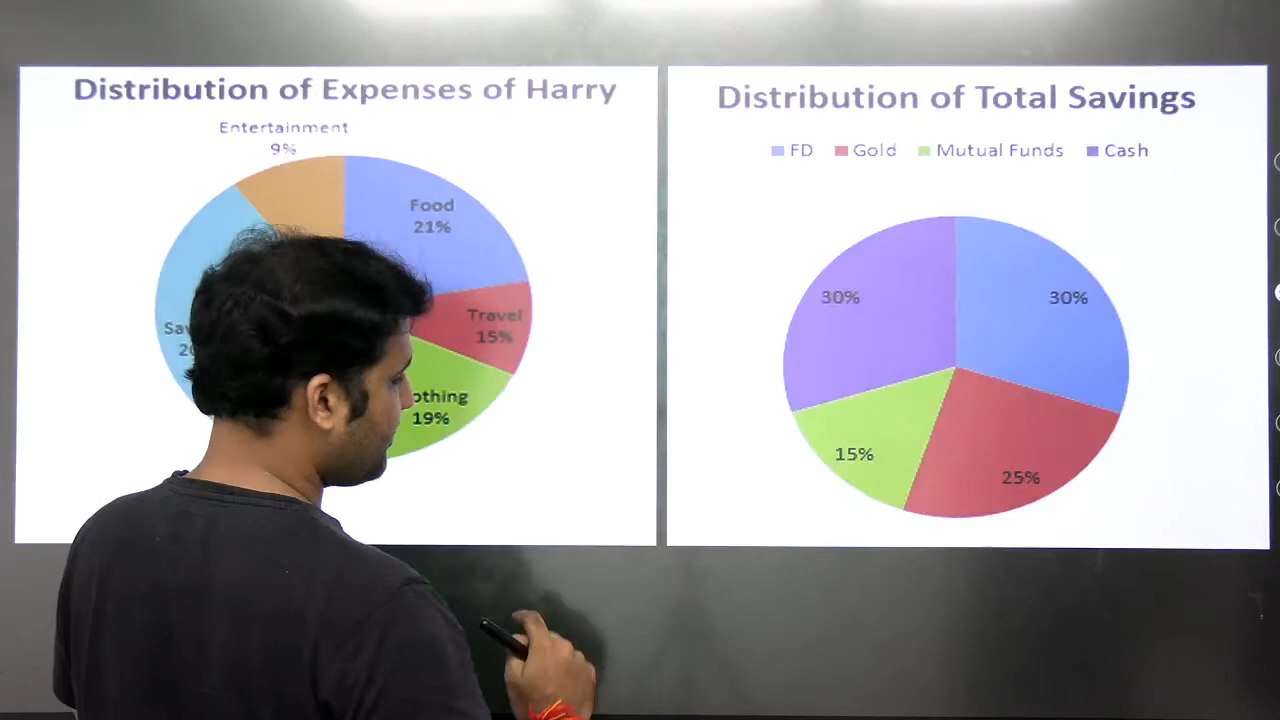 Distribution of Expenses of Harry
Entertainment
9%
Food
21%
Travel
15%
19%
Distribution of Total Savings
FD Gold Mutual Funds Cash
30%
30%
15%
25%